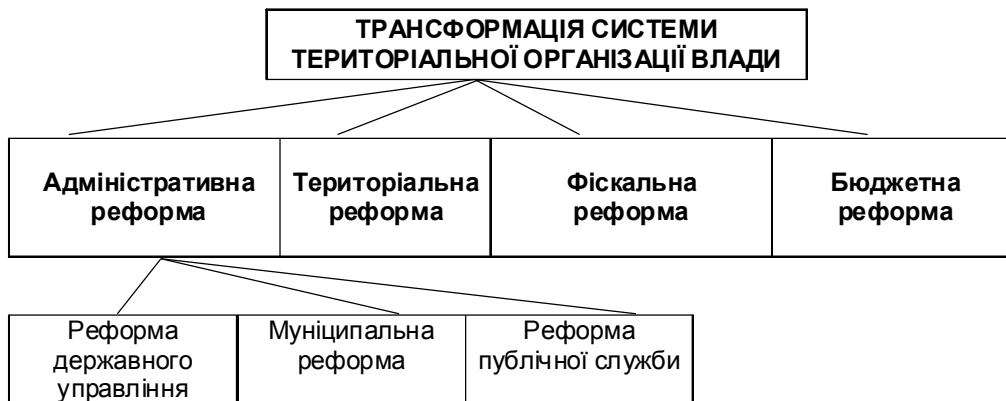 ТРАНСФОРМАЦІЯ СИСТЕМИ
ТЕРИТОРІАЛЬНОЇ ОРГАНІЗАЦІЇ ВЛАДИ
Адміністративна
реформа
Територіальна
реформа
Фіскальна
реформа
Бюджетна
реформа
Реформа
державного
управління
Муніципальна
реформа
Реформа
публічної служби